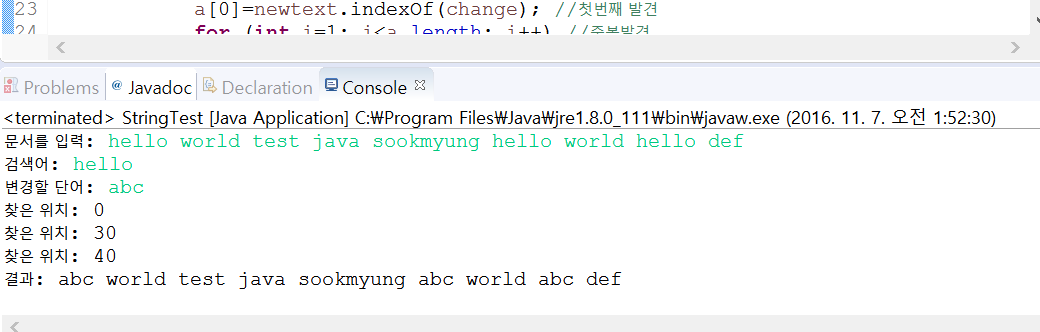 23 a[0]=newtext.indexOf(change); //첫번째 발견
24 for (int i=1; i<a.length; i++) //중복발견
Problems @ Javadoc Declaration Console
<terminated> StringTest [Java Application] C:₩Program Files₩Java₩jre1.8.0_111₩bin₩javaw.exe (2016. 11. 7. 오전 1:52:30)
문서를 입력: hello world test java sookmyung hello world hello def
검색어: hello
변경할 단어: abc
찾은 위치: 0
찾은 위치: 30
찾은 위치: 40
결과: abc world test java sookmyung abc world abc def